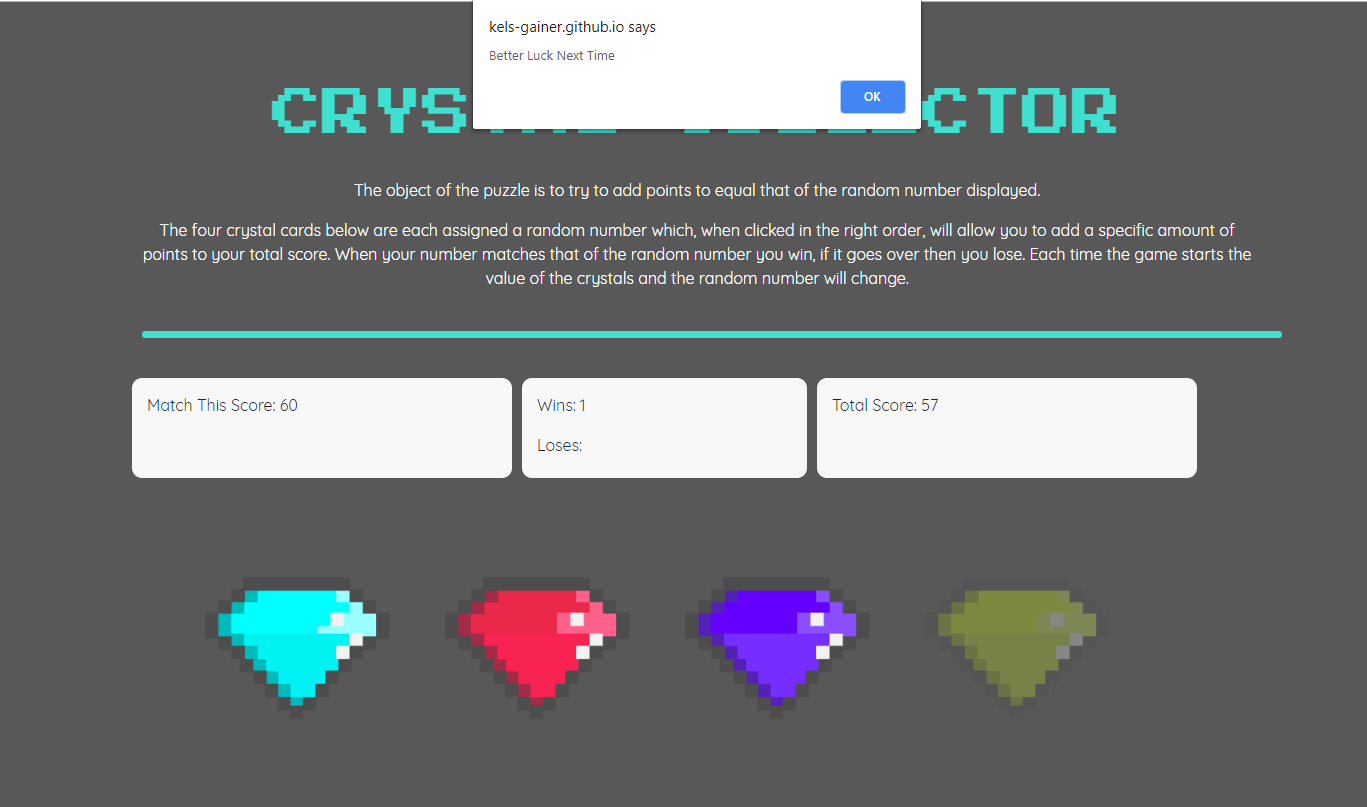 kels-gainer.github.io says
Better Luck Next Time
OK
CRYS CTOR
The object of the puzzle is to try to add points to equal that of the random number displayed.
The four crystal cards below are each assigned a random number which, when clicked in the right order, will allow you to add a specific amount of
points to your total score. When your number matches that of the random number you win, if it goes over then you lose. Each time the game starts the
value of the crystals and the random number will change.
Match This Score: 60
Wins: 1
Loses:
Total Score: 57